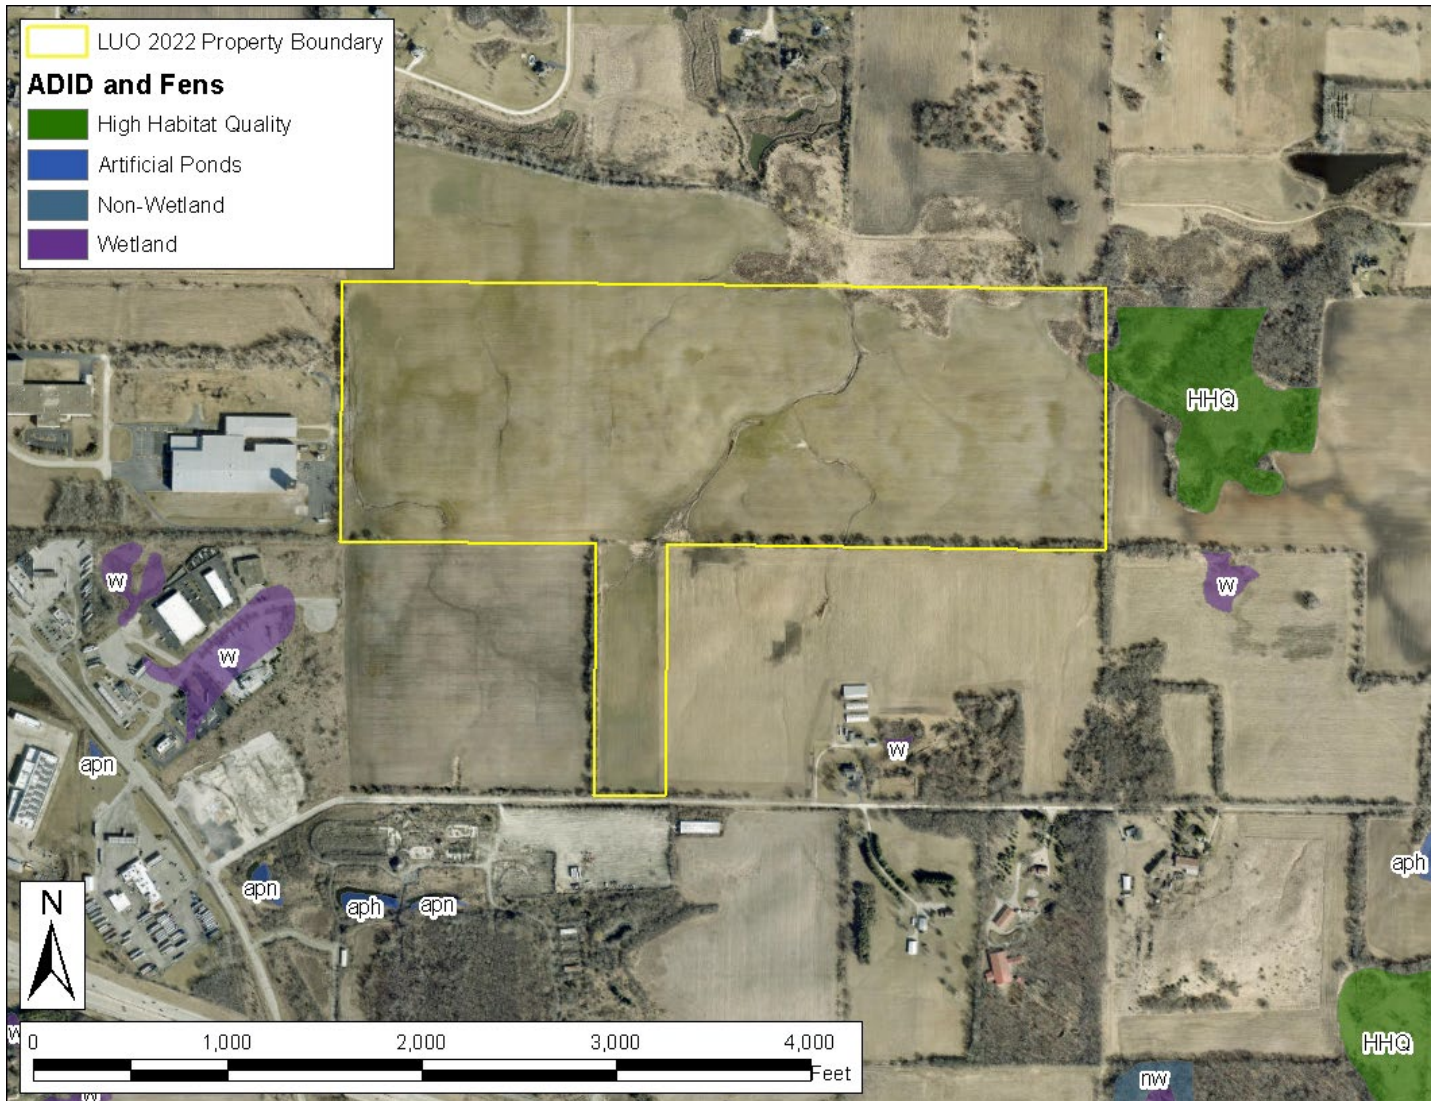 LUO 2022 Property Boundary
ADID and Fens
High Habitat Quality
Artificial Ponds
Non-Wetland
Wetland
HHQ
w
w
w
w
apn
apn
aph
apn
aph
N
w
0 1,000 2,000 3,000 4,000
Feet
HHQ
nw
w